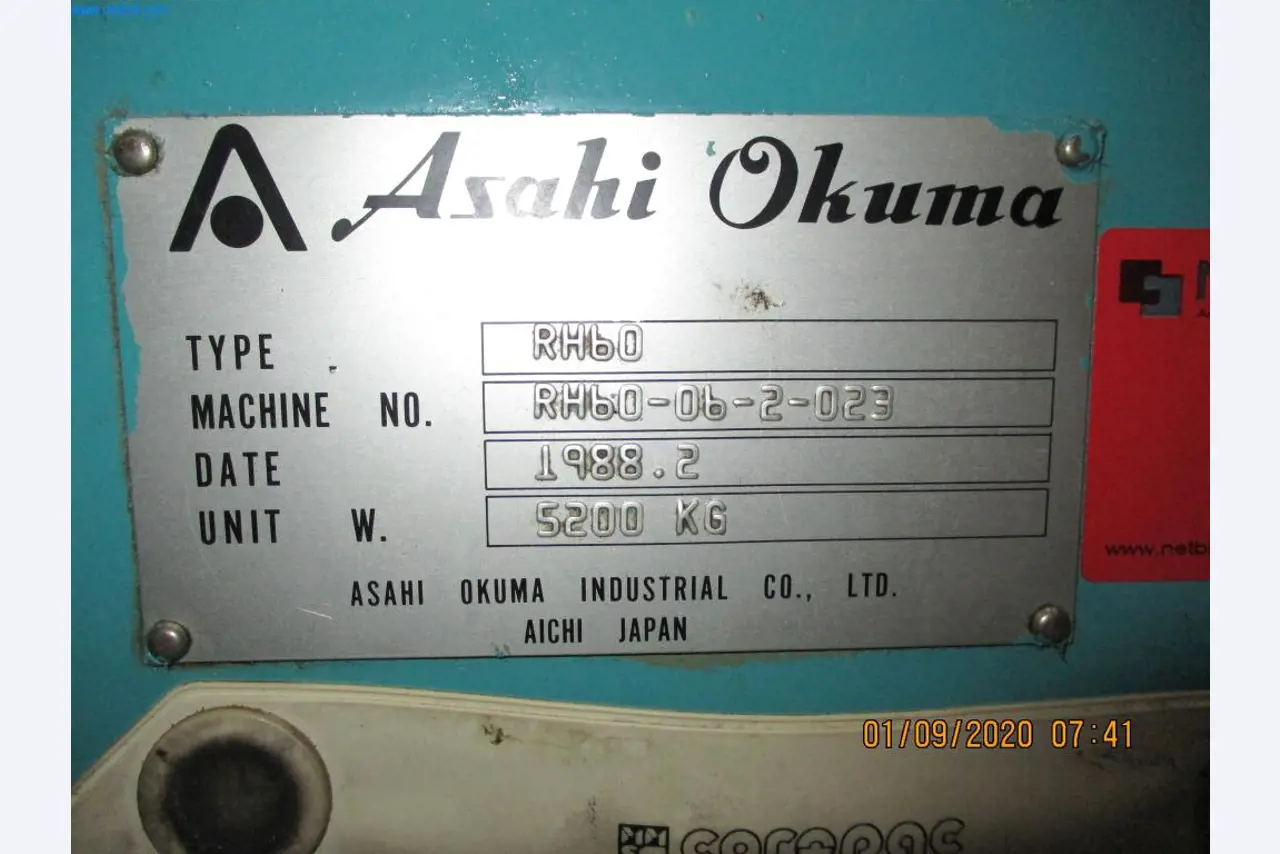 Asahi Okuma
TYPE RH60
MACHINE NO. RH60-06-2-023
DATE 1988.2
UNIT W. 5200 KG
ASAHI OKUMA INDUSTRIAL CO., LTD.
AICHI JAPAN
01/09/2020 07:41